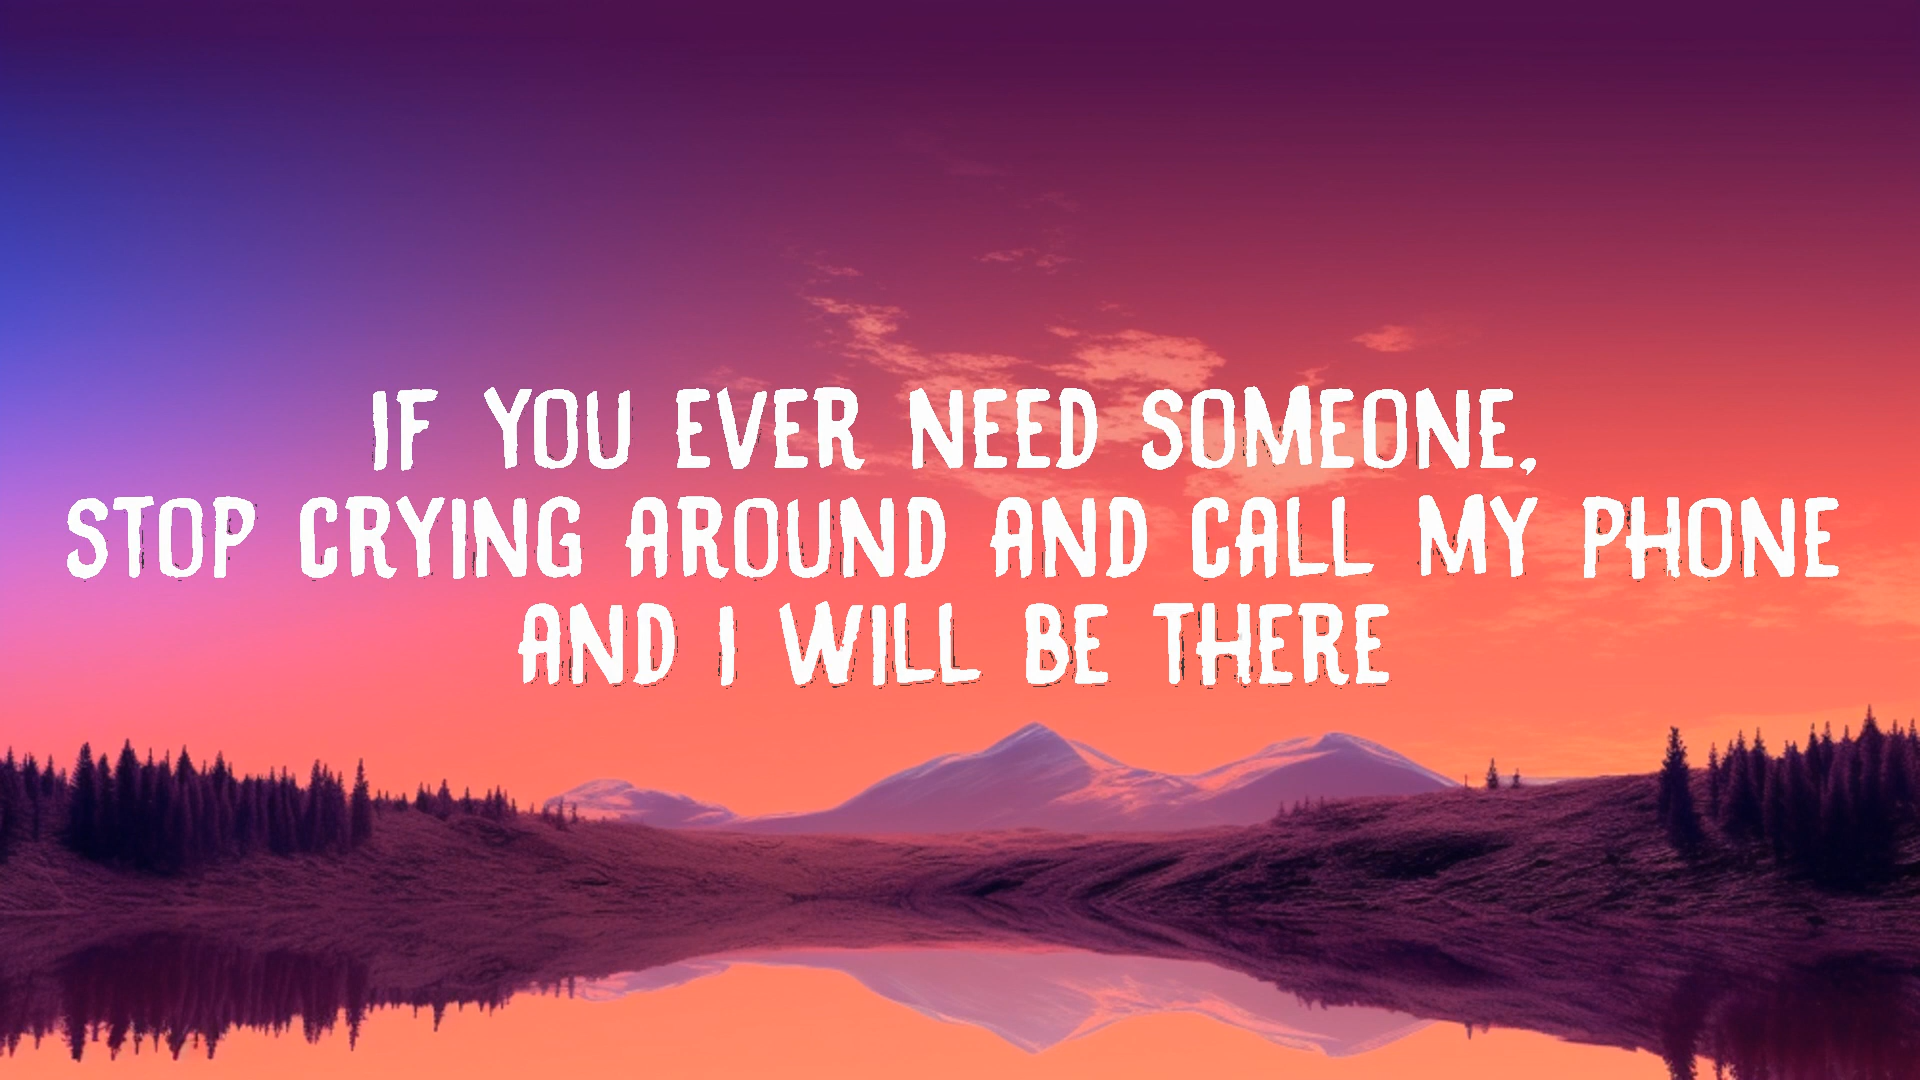 IF YOU EVER NEED SOMEONE,
STOP CRYING AROUND AND CALL MY PHONE
AND I WILL BE THERE